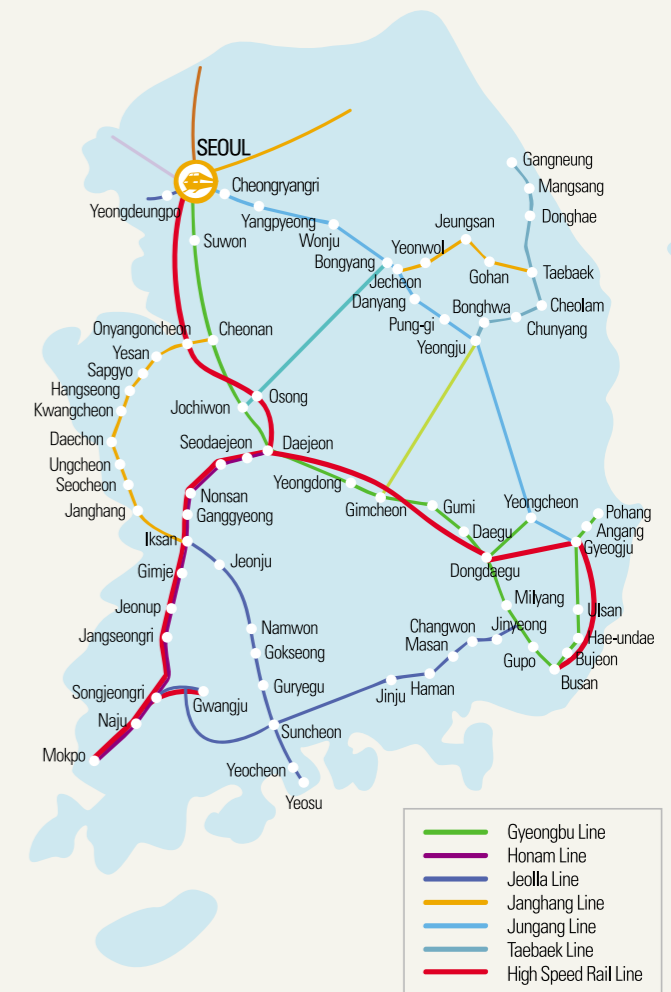 SEOUL
Cheongryangri
Yeongdeungpo
Yangpyeong
Suwon
Wonju
Bongyang
Gangneung
Mangsang
Donghae
Jeungsan
Yeonwol
Jecheon
Gohan
Taebaek
Danyang
Bonghwa
Cheolam
Pung-gi
Chunyang
Yeongju
Onyangoncheon
Cheonan
Yesan
Sapgyo
Hangseong
Kwangcheon
Daechon
Ungcheon
Seocheon
Janghang
Jochiwon
Osong
Seodaejeon
Daejeon
Yeongdong
Gimcheon
Gumi
Daegu
Yeongcheon
Pohang
Angang
Gyeogju
Dongdaegu
Nonsan
Ganggyeong
Iksan
Gimje
Jeonju
Jeonup
Jangseongri
Namwon
Gokseong
Guryegu
Songjeongri
Gwangju
Naju
Mokpo
Suncheon
Yeocheon
Yeosu
Milyang
Jinyeong
Changwon
Masan
Haman
Jinju
Gupo
Ulsan
Hae-undae
Bujeon
Busan
Gyeongbu Line
Honam Line
Jeolla Line
Janghang Line
Jungang Line
Taebaek Line
High Speed Rail Line